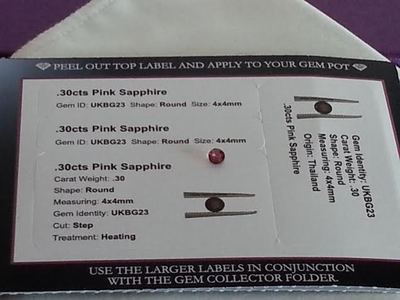 PEEL OUT TOP LABEL AND APPLY TO YOUR GEM POT
.30cts Pink Sapphire
Gem ID: UKBG23 Shape: Round Size: 4x4mm
.30cts Pink Sapphire
Gem ID: UKBG23 Shape: Round Size: 4x4mm
.30cts Pink Sapphire
Carat Weight: .30
Shape: Round
Measuring: 4x4mm
Gem Identity: UKBG23
Cut: Step
Treatment: Heating
Gem Identity: UKBG23
Carat Weight: .30
Shape: Round
Measuring: 4x4mm
Origin: Thailand
.30cts Pink Sapphire
USE THE LARGER LABELS IN CONJUNCTION
WITH THE GEM COLLECTOR FOLDER.